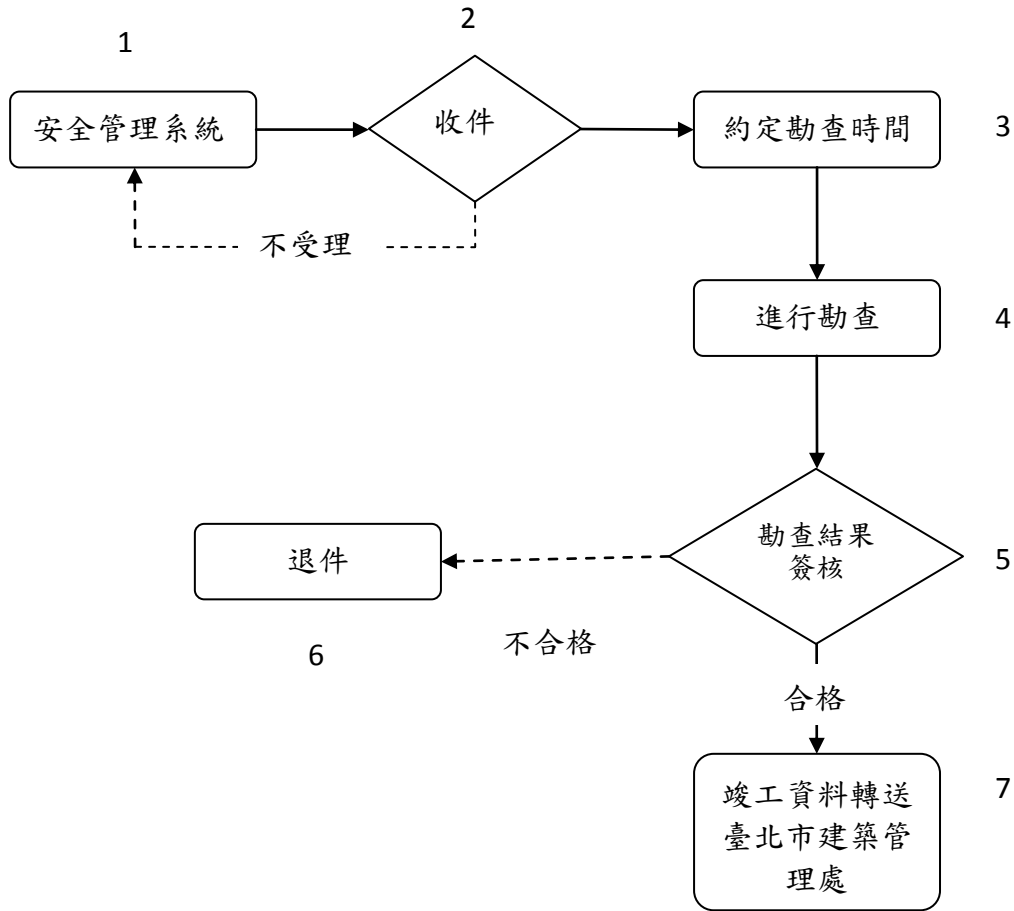 1
2
安全管理系統
收件
約定勘查時間
3
不受理
進行勘查
4
勘查結果
簽核
5
退件
6
不合格
合格
竣工資料轉送
臺北市建築管
理處
7